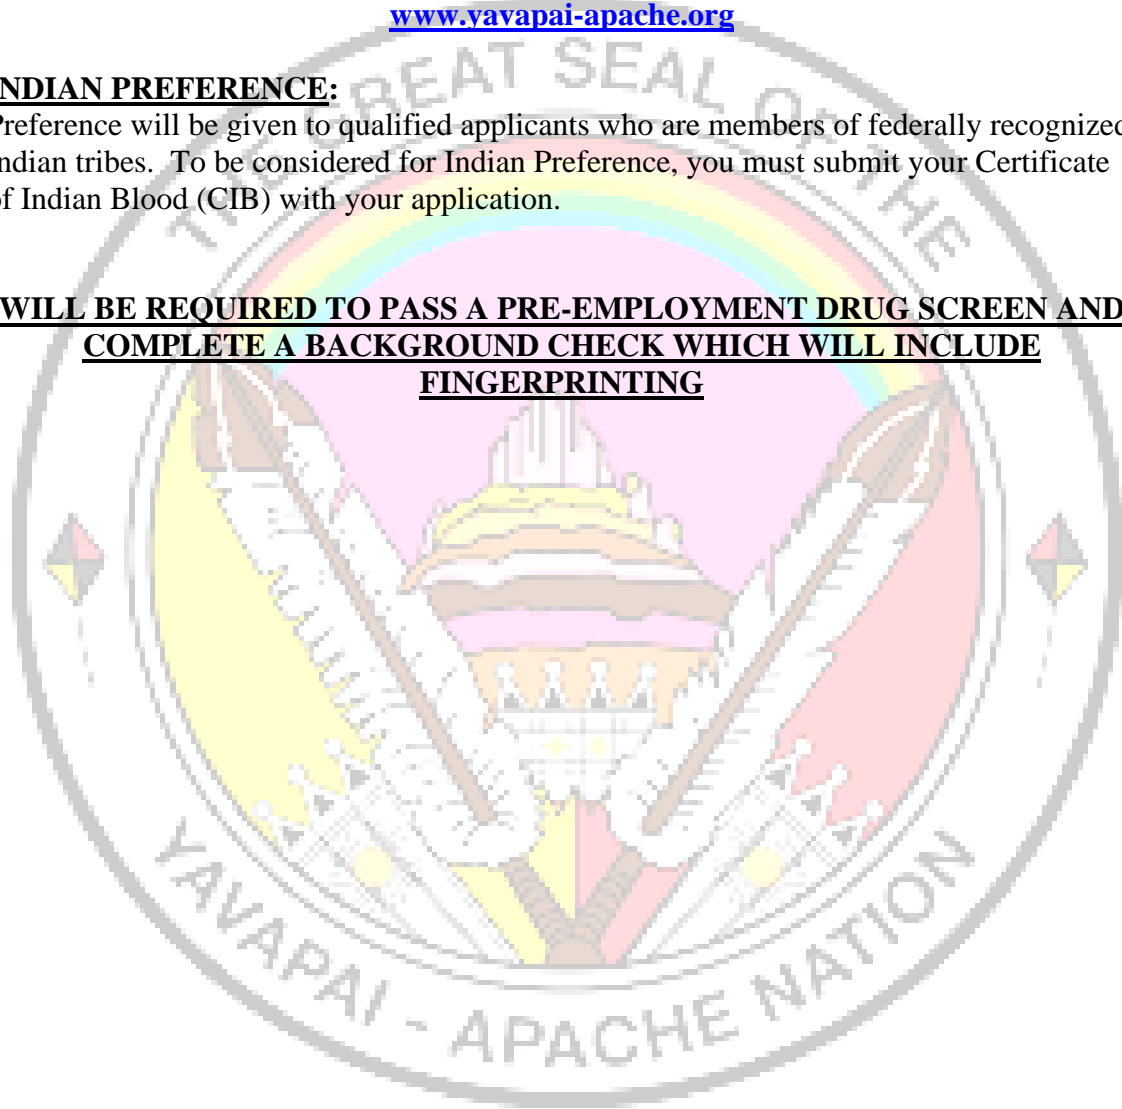 www.yavapai-apache.org
NDIAN PREFERENCE:
Preference will be given to qualified applicants who are members of federally recognized
ndian tribes. To be considered for Indian Preference, you must submit your Certificate
of Indian Blood (CIB) with your application.
WILL BE REQUIRED TO PASS A PRE-EMPLOYMENT DRUG SCREEN AND
COMPLETE A BACKGROUND CHECK WHICH WILL INCLUDE
FINGERPRINTING
THE GREAT SEAL OF THE
YAVAPAI - APACHE NATION